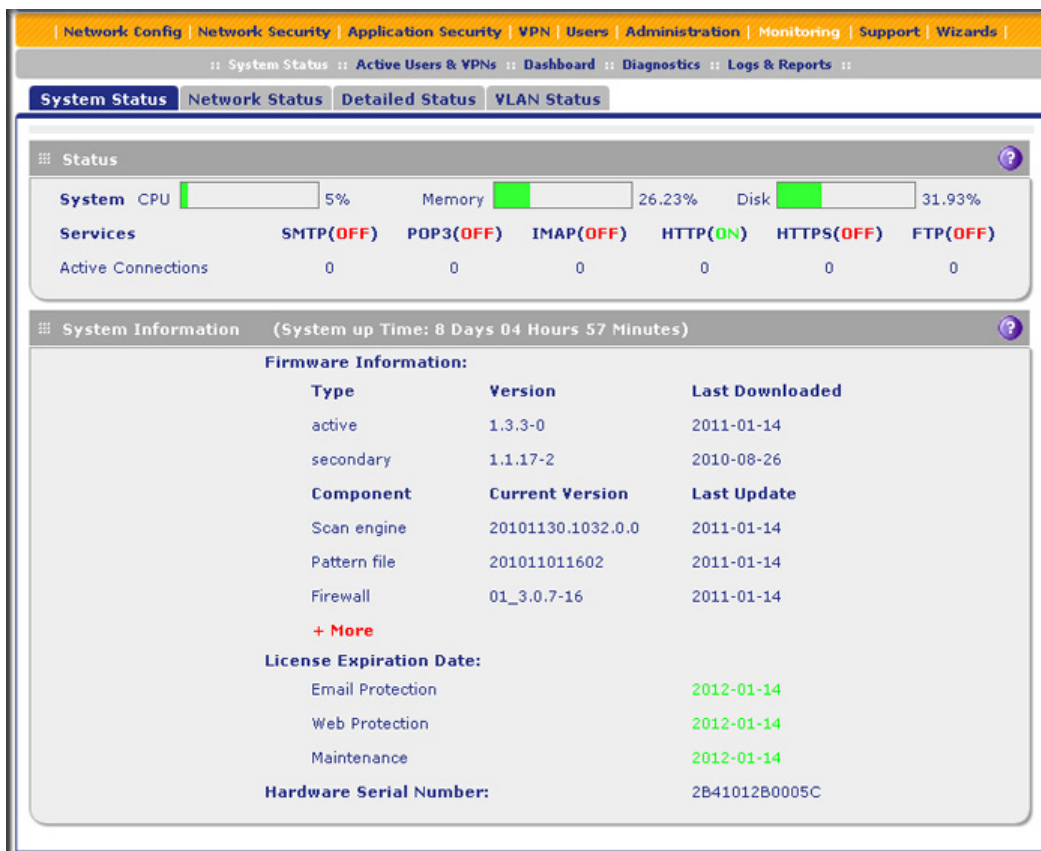 | Network Config | Network Security | Application Security | VPN | Users | Administration | Monitoring | Support | Wizards |
:: System Status :: Active Users & VPNs :: Dashboard :: Diagnostics :: Logs & Reports ::
System Status Network Status Detailed Status VLAN Status
Status ?
System CPU 5% Memory 26.23% Disk 31.93%
Services SMTP(OFF) POP3(OFF) IMAP(OFF) HTTP(ON) HTTPS(OFF) FTP(OFF)
Active Connections 0 0 0 0 0 0
System Information (System up Time: 8 Days 04 Hours 57 Minutes) ?
Firmware Information:
Type Version Last Downloaded
active 1.3.3-0 2011-01-14
secondary 1.1.17-2 2010-08-26
Component Current Version Last Update
Scan engine 20101130.1032.0.0 2011-01-14
Pattern file 201011011602 2011-01-14
Firewall 01_3.0.7-16 2011-01-14
+ More
License Expiration Date:
Email Protection 2012-01-14
Web Protection 2012-01-14
Maintenance 2012-01-14
Hardware Serial Number: 2B41012B0005C